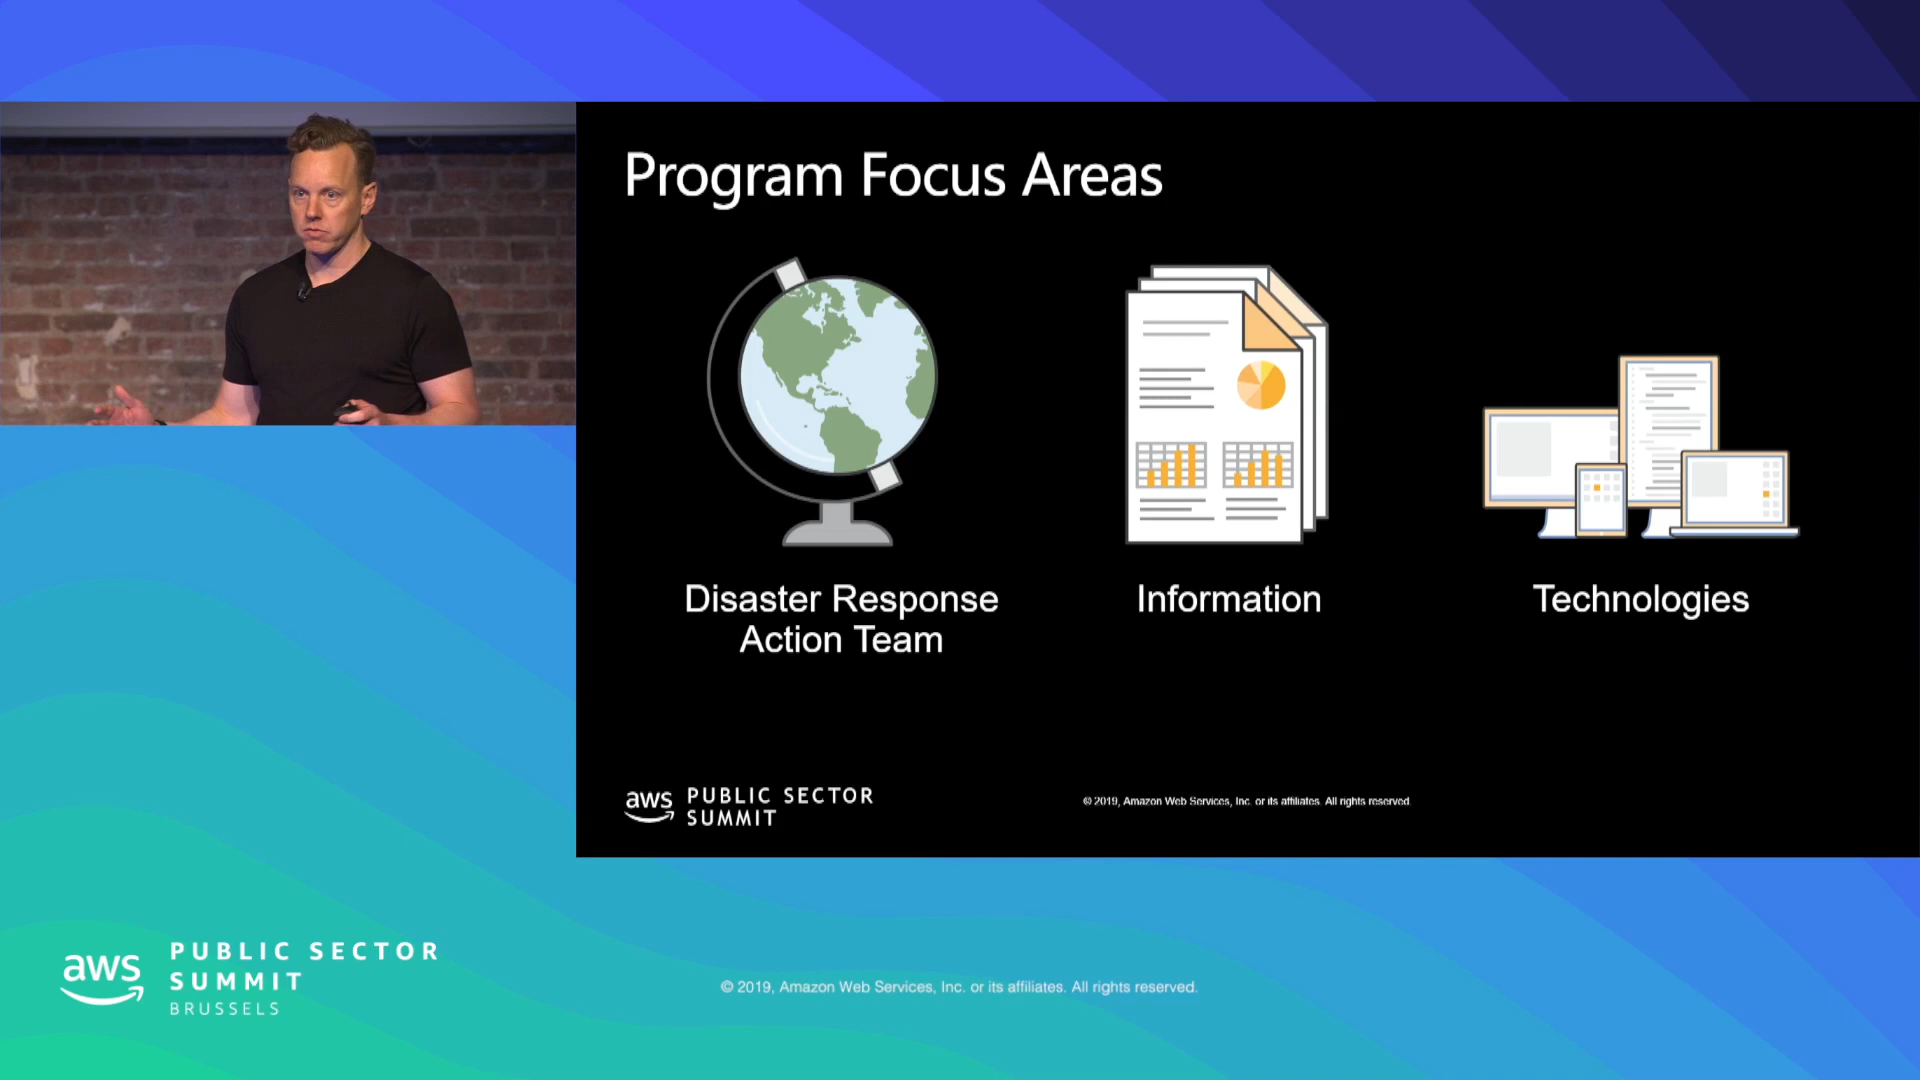 Program Focus Areas
Disaster Response
Action Team
Information
Technologies
aws PUBLIC SECTOR
SUMMIT
© 2019, Amazon Web Services, Inc. or its affiliates. All rights reserved.
aws PUBLIC SECTOR
SUMMIT
BRUSSELS
© 2019, Amazon Web Services, Inc. or its affiliates. All rights reserved.